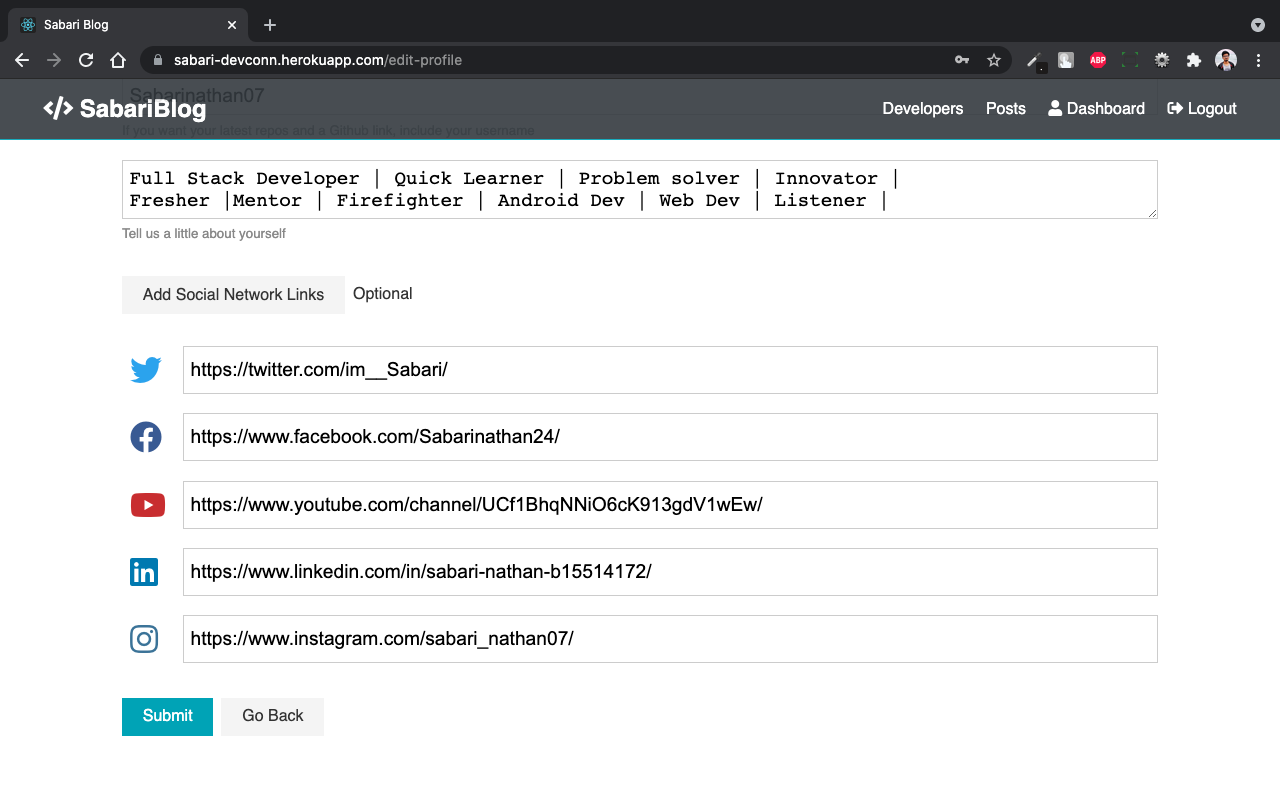 Sabari Blog
sabari-devconn.herokuapp.com/edit-profile
ABP
Sabarinathan07
</> SabariBlog
Developers
Posts
Dashboard
Logout
If you want your latest repos and a Github link, include your username
Full Stack Developer | Quick Learner | Problem solver | Innovator |
Fresher |Mentor | Firefighter | Android Dev | Web Dev | Listener |
Tell us a little about yourself
Add Social Network Links
Optional
https://twitter.com/im__Sabari/
https://www.facebook.com/Sabarinathan24/
https://www.youtube.com/channel/UCf1BhqNNiO6cK913gdV1wEw/
https://www.linkedin.com/in/sabari-nathan-b15514172/
https://www.instagram.com/sabari_nathan07/
Submit
Go Back